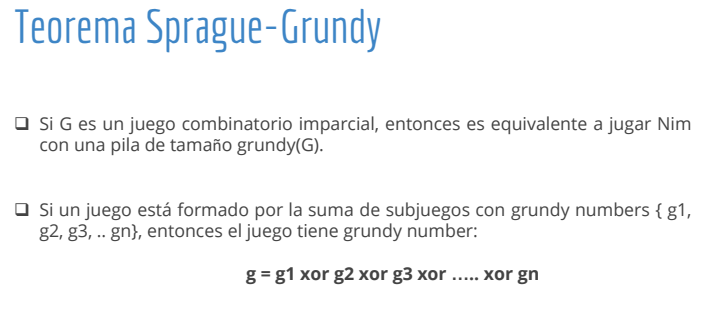 Teorema Sprague-Grundy
❑ Si G es un juego combinatorio imparcial, entonces es equivalente a jugar Nim
con una pila de tamaño grundy(G).
❑ Si un juego está formado por la suma de subjuegos con grundy numbers { g1,
g2, g3, .. gn}, entonces el juego tiene grundy number:
g = g1 xor g2 xor g3 xor ….. xor gn